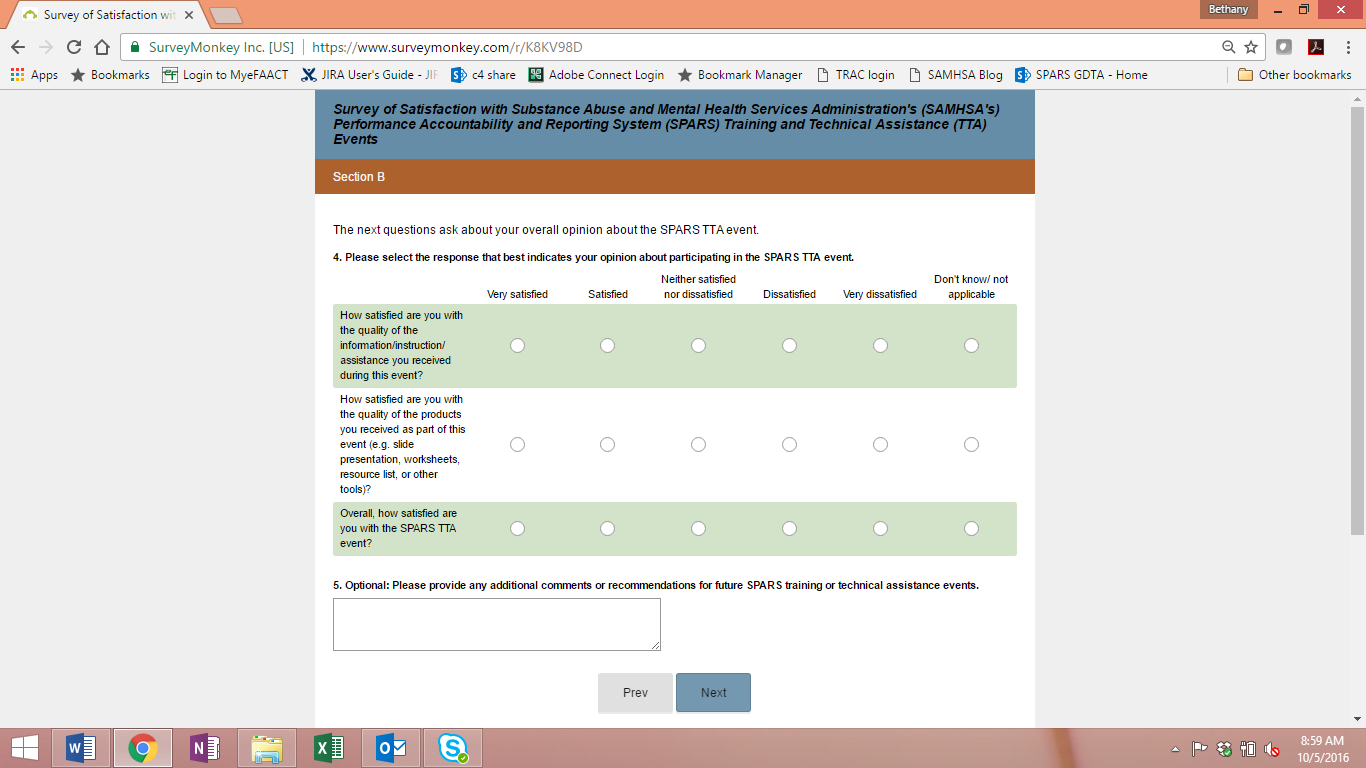 Bethany
Survey of Satisfaction wit
SurveyMonkey Inc. [US] https://www.surveymonkey.com/r/K8KV98D
Apps Bookmarks Login to MyeFAACT JIRA User's Guide - JIR c4 share Adobe Connect Login Bookmark Manager TRAC login SAMHSA Blog SPARS GDTA - Home Other bookmarks
Survey of Satisfaction with Substance Abuse and Mental Health Services Administration's (SAMHSA's)
Performance Accountability and Reporting System (SPARS) Training and Technical Assistance (TTA)
Events
Section B
The next questions ask about your overall opinion about the SPARS TTA event.
4. Please select the response that best indicates your opinion about participating in the SPARS TTA event.
Neither satisfied Don't know/ not
Very satisfied Satisfied nor dissatisfied Dissatisfied Very dissatisfied applicable
How satisfied are you with
the quality of the
information/instruction/
assistance you received
during this event?
How satisfied are you with
the quality of the products
you received as part of this
event (e.g. slide
presentation, worksheets,
resource list, or other
tools)?
Overall, how satisfied are
you with the SPARS TTA
event?
5. Optional: Please provide any additional comments or recommendations for future SPARS training or technical assistance events.
Prev Next
8:59 AM
10/5/2016